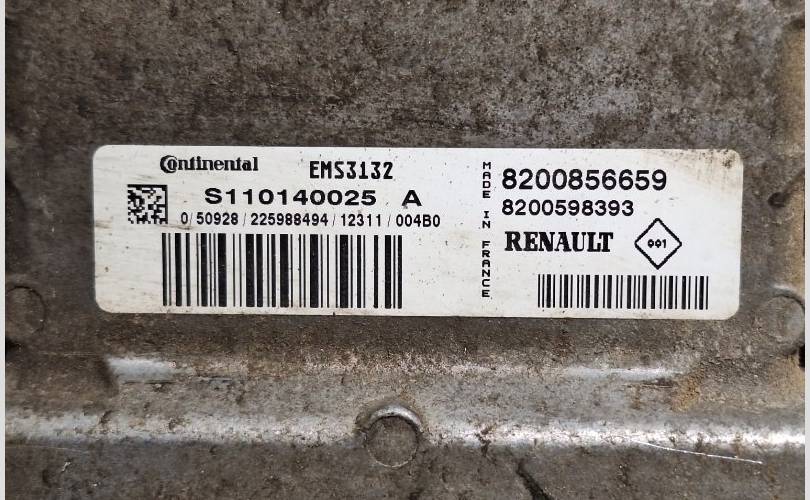 Continental EMS3132
S110140025 A
0/50928/225988494/12311/004B0
MADE IN FRANCE
8200856659
8200598393
RENAULT 001